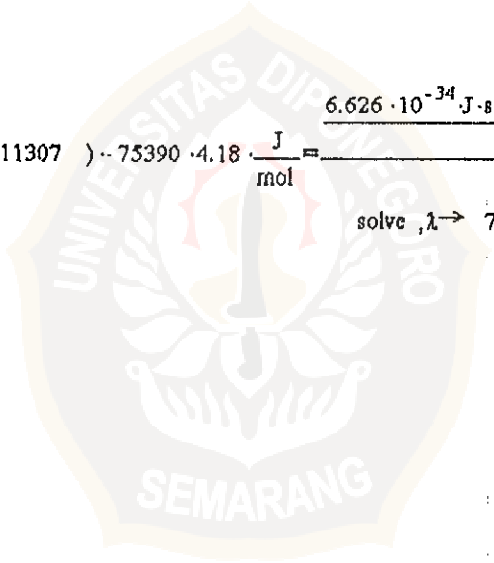 6.626 ·10^-34·J·s
11307 )·-75390 ·4.18 · J/mol =
solve ,λ→ 7
UNIVERSITAS DIPONEGORO
SEMARANG